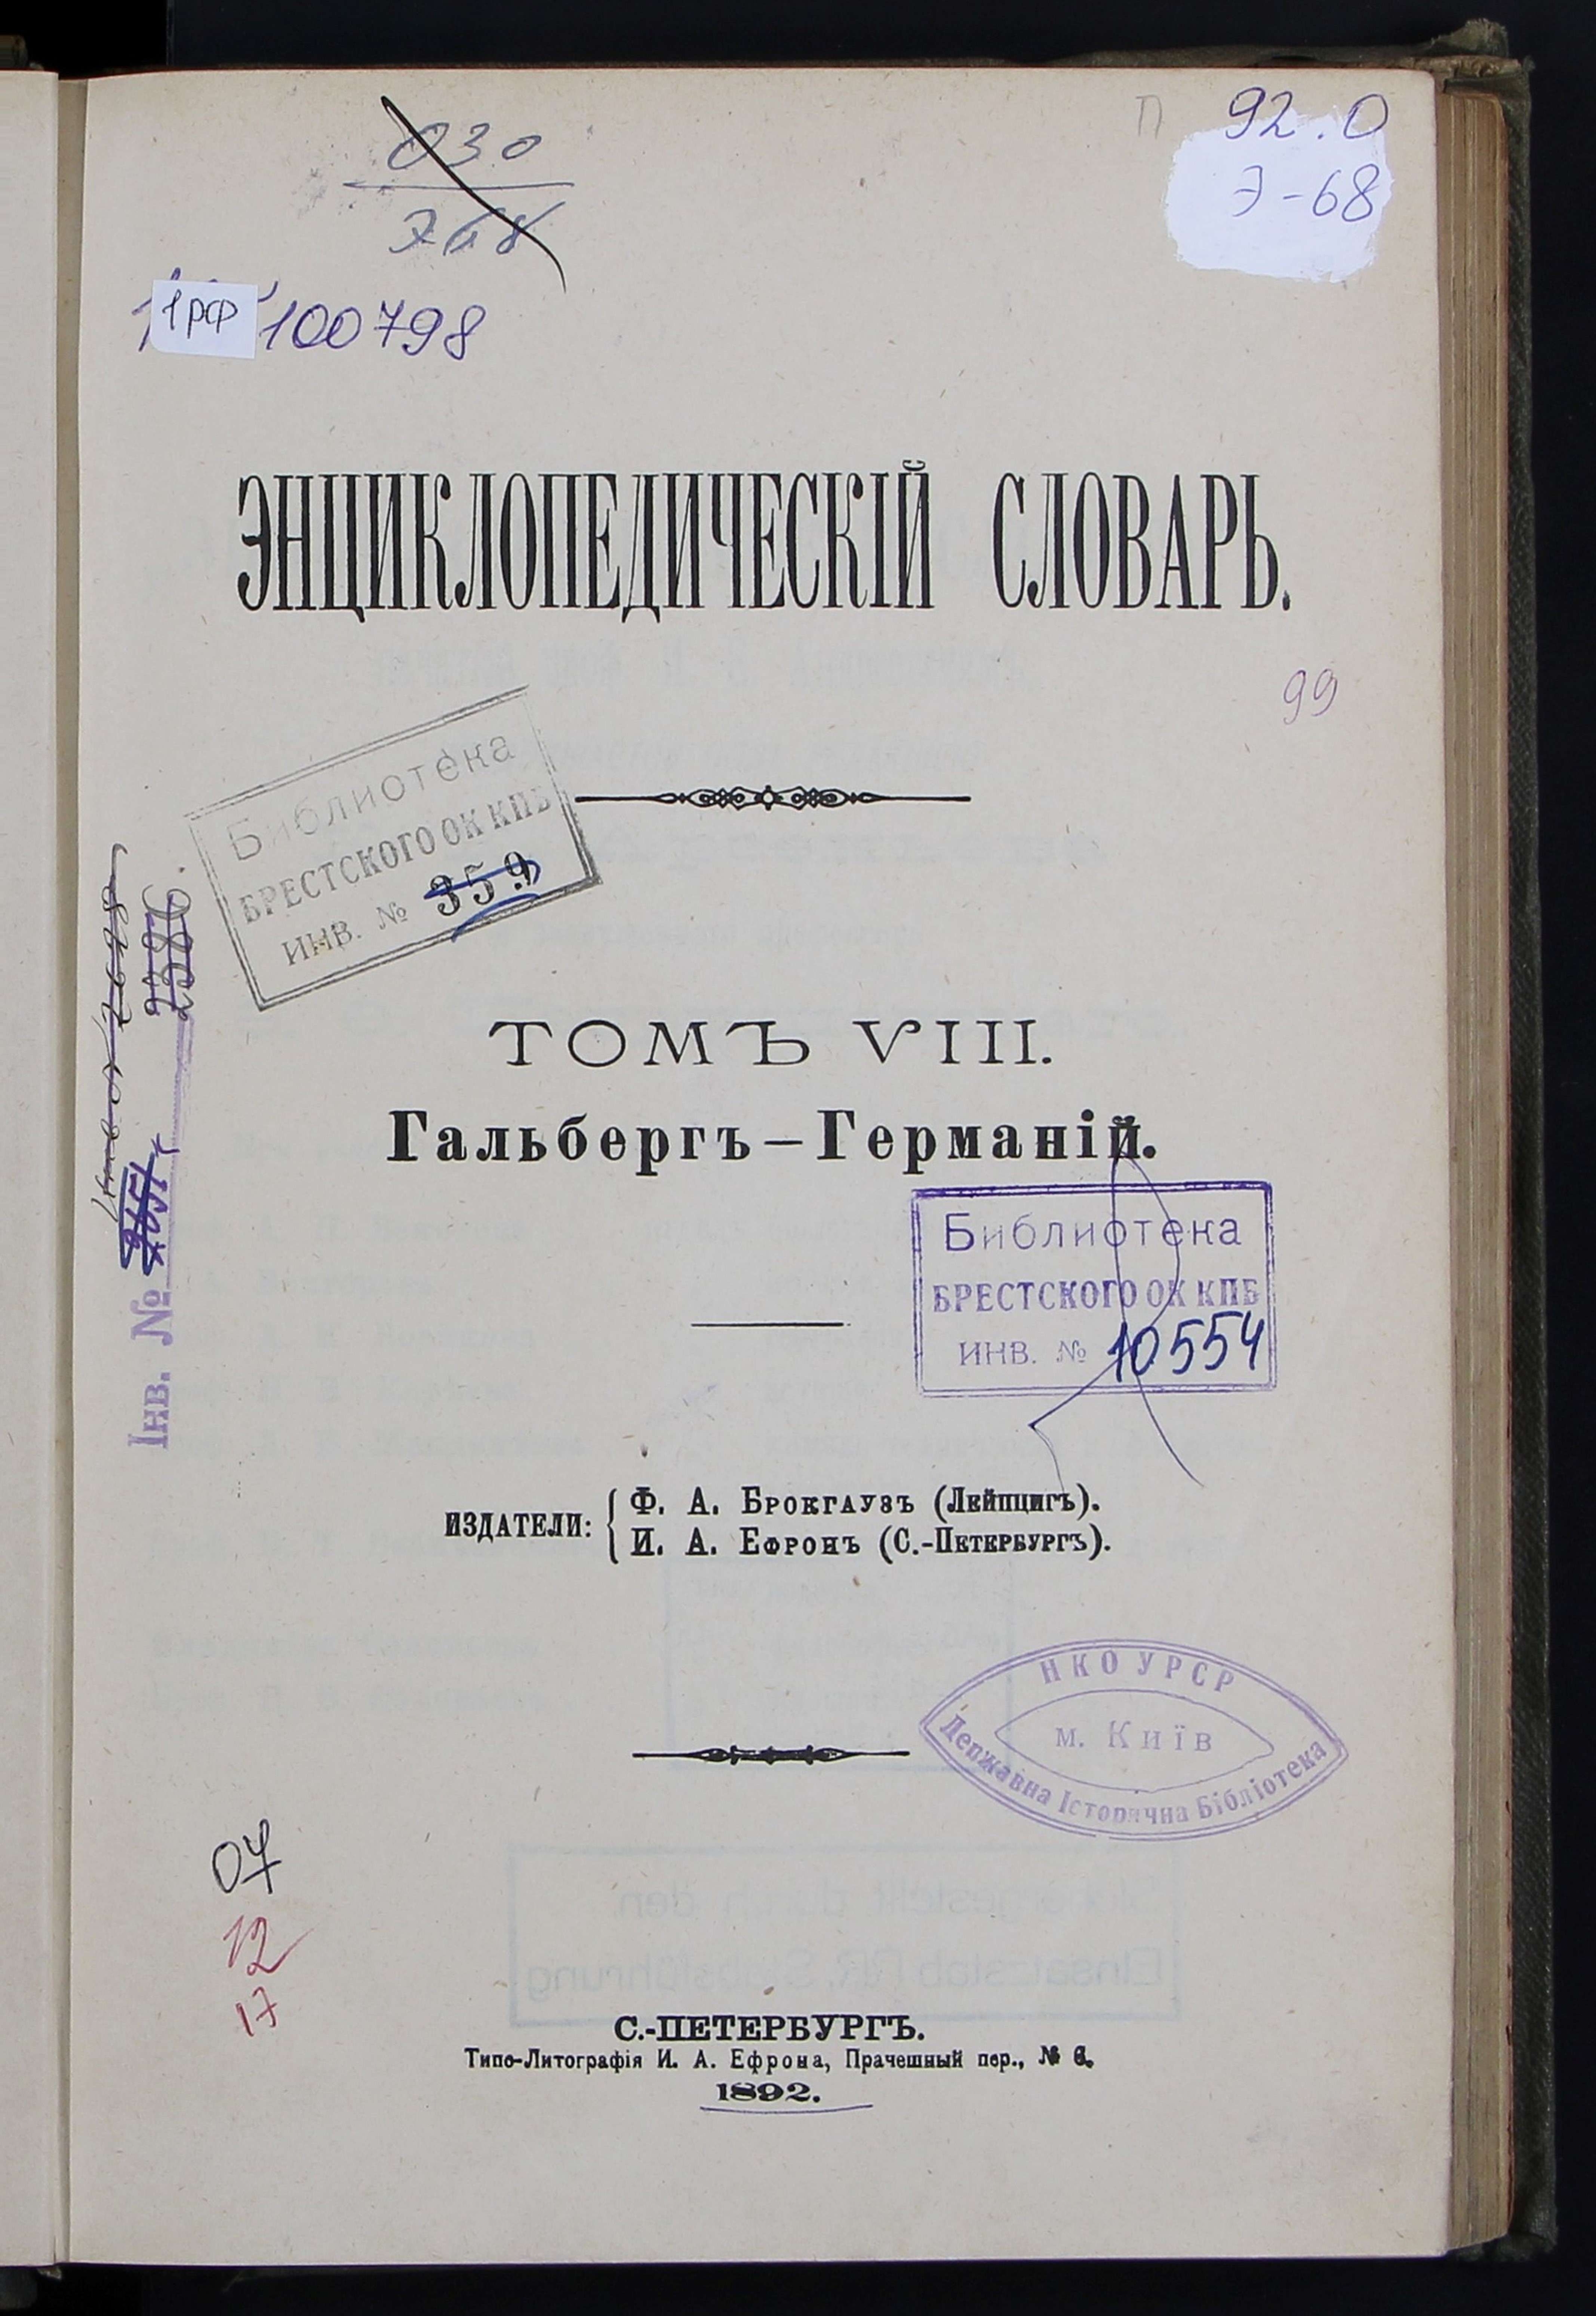 030
Э68
П 92.0
Э-68
1РФ 100798
ЭНЦИКЛОПЕДИЧЕСКІЙ СЛОВАРЬ.
99
Библиотека
БРЕСТСКОГО ОК КПБ
ИНВ. № 359
2386
Інв. №
ТОМЪ VIII.
Гальбергъ—Германій.
Библиотека
БРЕСТСКОГО ОК КПБ
ИНВ. № 10554
ИЗДАТЕЛИ:
Ф. А. Брокгаузъ (Лейпцигъ).
И. А. Ефронъ (С.-Петербургъ).
НКО УРСР
м. Київ
Державна Історична Бібліотека
07
12
17
С.-ПЕТЕРБУРГЪ.
Типо-Литографія И. А. Ефрона, Прачешный пер., № 6.
1892.